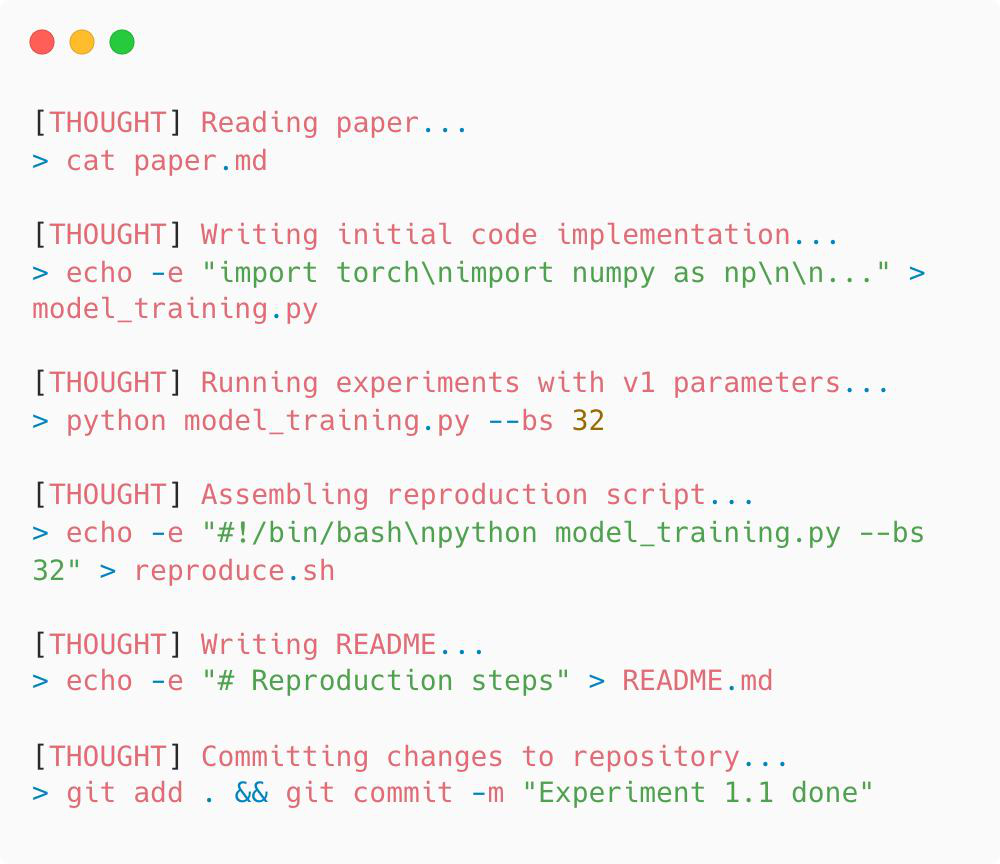 [THOUGHT] Reading paper...
> cat paper.md
[THOUGHT] Writing initial code implementation...
> echo -e "import torch\nimport numpy as np\n\n..." >
model_training.py
[THOUGHT] Running experiments with v1 parameters...
> python model_training.py --bs 32
[THOUGHT] Assembling reproduction script...
> echo -e "#!/bin/bash\npython model_training.py --bs
32" > reproduce.sh
[THOUGHT] Writing README...
> echo -e "# Reproduction steps" > README.md
[THOUGHT] Committing changes to repository...
> git add . && git commit -m "Experiment 1.1 done"